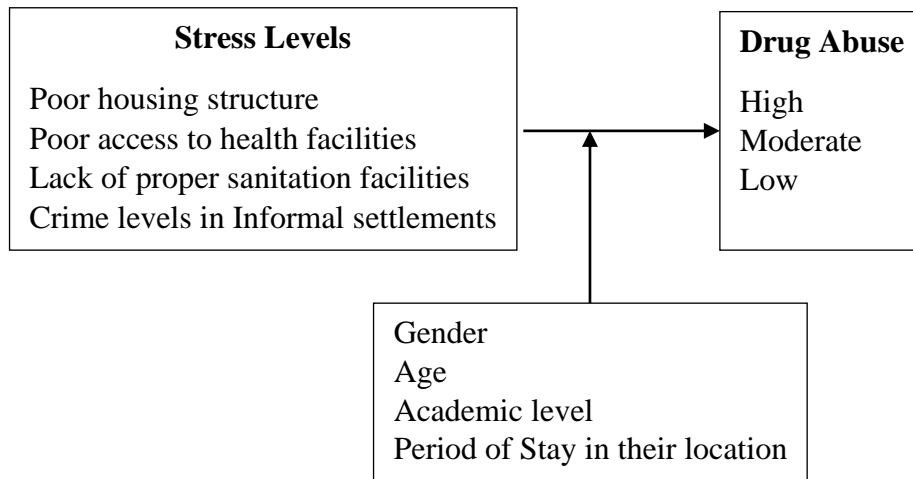 Stress Levels
Poor housing structure
Poor access to health facilities
Lack of proper sanitation facilities
Crime levels in Informal settlements
Drug Abuse
High
Moderate
Low
Gender
Age
Academic level
Period of Stay in their location